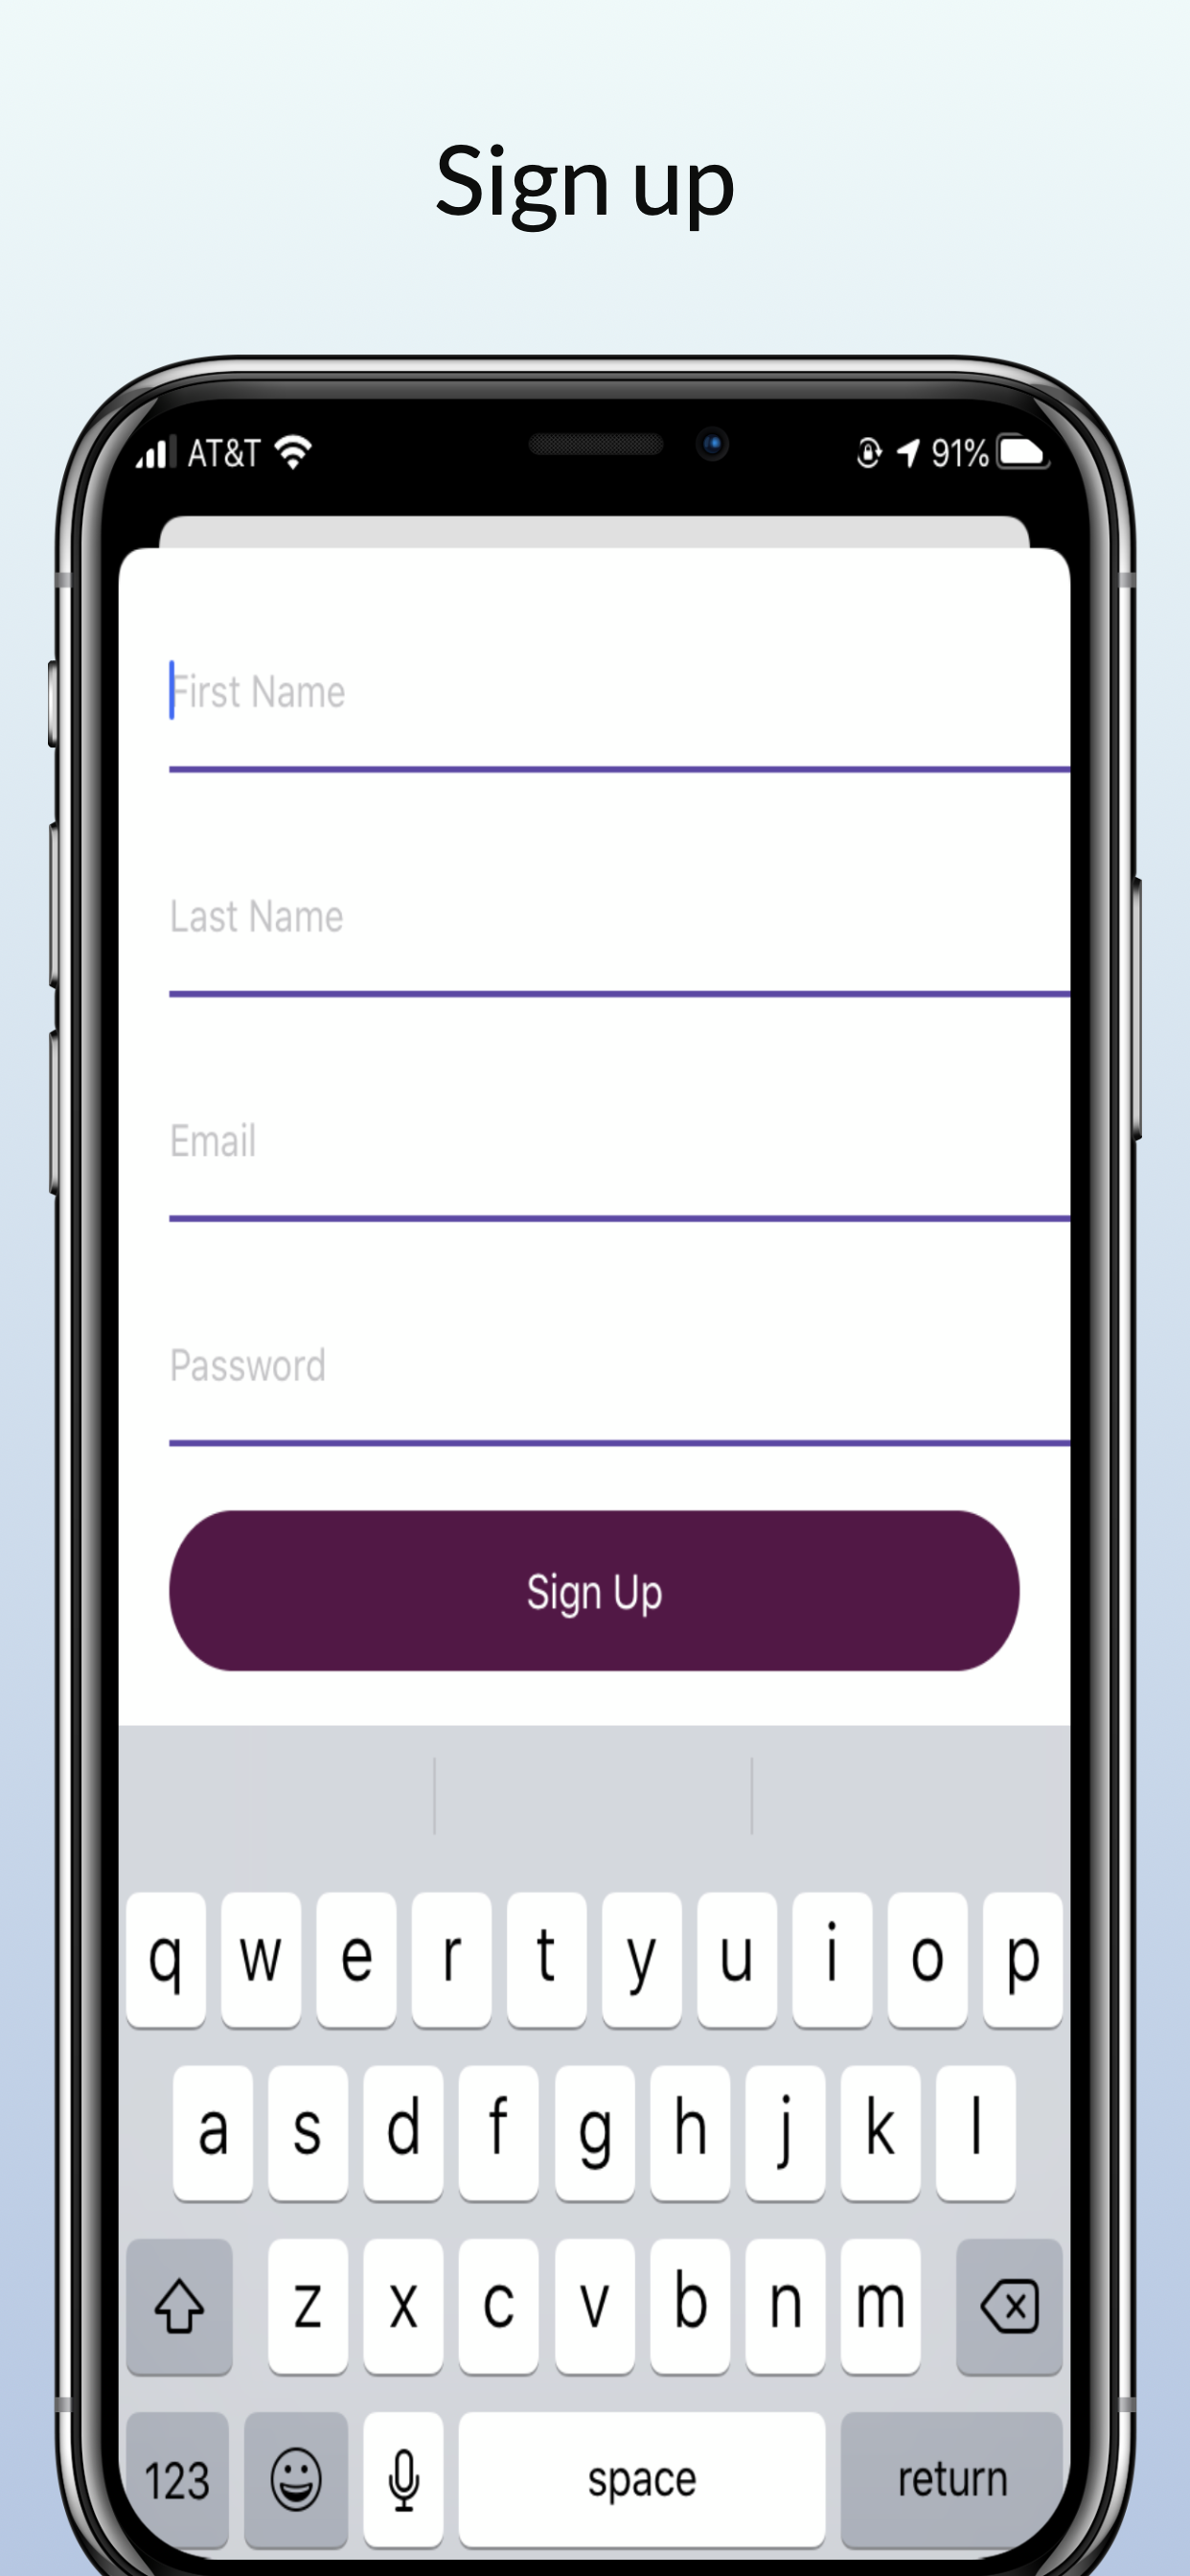 Sign up
AT&T 91%
First Name
Last Name
Email
Password
Sign Up
q w e r t y u i o p
a s d f g h j k l
z x c v b n m
123 space return